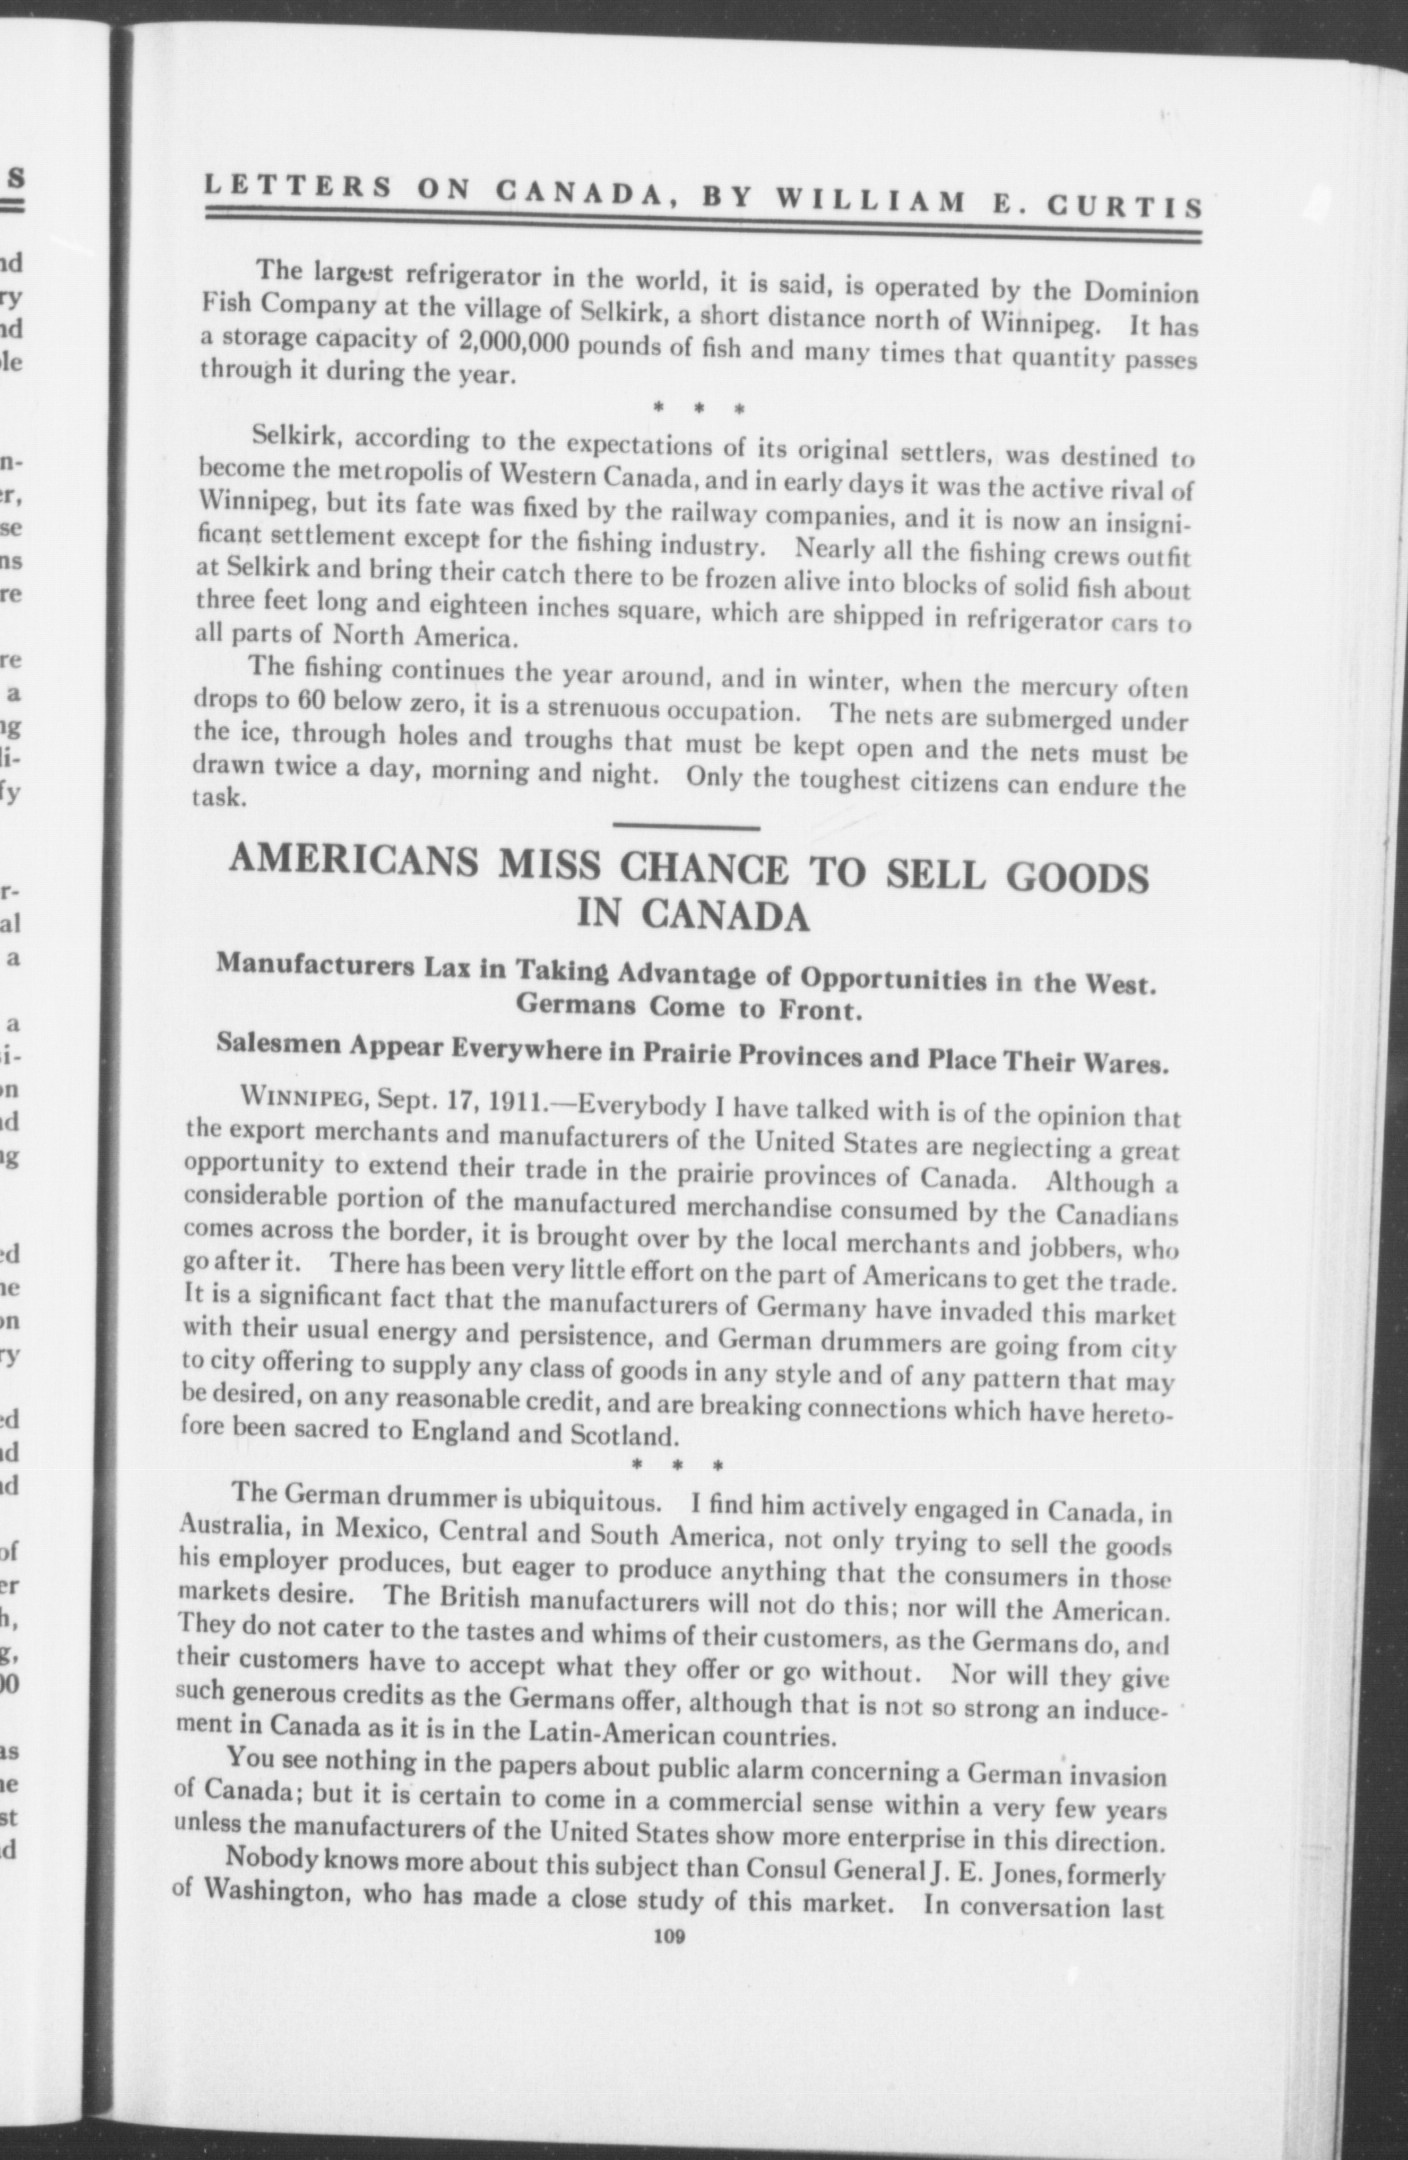 LETTERS ON CANADA, BY WILLIAM E. CURTIS
The largest refrigerator in the world, it is said, is operated by the Dominion
Fish Company at the village of Selkirk, a short distance north of Winnipeg. It has
a storage capacity of 2,000,000 pounds of fish and many times that quantity passes
through it during the year.
* * *
Selkirk, according to the expectations of its original settlers, was destined to
become the metropolis of Western Canada, and in early days it was the active rival of
Winnipeg, but its fate was fixed by the railway companies, and it is now an insigni-
ficant settlement except for the fishing industry. Nearly all the fishing crews outfit
at Selkirk and bring their catch there to be frozen alive into blocks of solid fish about
three feet long and eighteen inches square, which are shipped in refrigerator cars to
all parts of North America.
The fishing continues the year around, and in winter, when the mercury often
drops to 60 below zero, it is a strenuous occupation. The nets are submerged under
the ice, through holes and troughs that must be kept open and the nets must be
drawn twice a day, morning and night. Only the toughest citizens can endure the
task.
AMERICANS MISS CHANCE TO SELL GOODS
IN CANADA
Manufacturers Lax in Taking Advantage of Opportunities in the West.
Germans Come to Front.
Salesmen Appear Everywhere in Prairie Provinces and Place Their Wares.
WINNIPEG, Sept. 17, 1911.—Everybody I have talked with is of the opinion that
the export merchants and manufacturers of the United States are neglecting a great
opportunity to extend their trade in the prairie provinces of Canada. Although a
considerable portion of the manufactured merchandise consumed by the Canadians
comes across the border, it is brought over by the local merchants and jobbers, who
go after it. There has been very little effort on the part of Americans to get the trade.
It is a significant fact that the manufacturers of Germany have invaded this market
with their usual energy and persistence, and German drummers are going from city
to city offering to supply any class of goods in any style and of any pattern that may
be desired, on any reasonable credit, and are breaking connections which have hereto-
fore been sacred to England and Scotland.
* * *
The German drummer is ubiquitous. I find him actively engaged in Canada, in
Australia, in Mexico, Central and South America, not only trying to sell the goods
his employer produces, but eager to produce anything that the consumers in those
markets desire. The British manufacturers will not do this; nor will the American.
They do not cater to the tastes and whims of their customers, as the Germans do, and
their customers have to accept what they offer or go without. Nor will they give
such generous credits as the Germans offer, although that is not so strong an induce-
ment in Canada as it is in the Latin-American countries.
You see nothing in the papers about public alarm concerning a German invasion
of Canada; but it is certain to come in a commercial sense within a very few years
unless the manufacturers of the United States show more enterprise in this direction.
Nobody knows more about this subject than Consul General J. E. Jones, formerly
of Washington, who has made a close study of this market. In conversation last
109